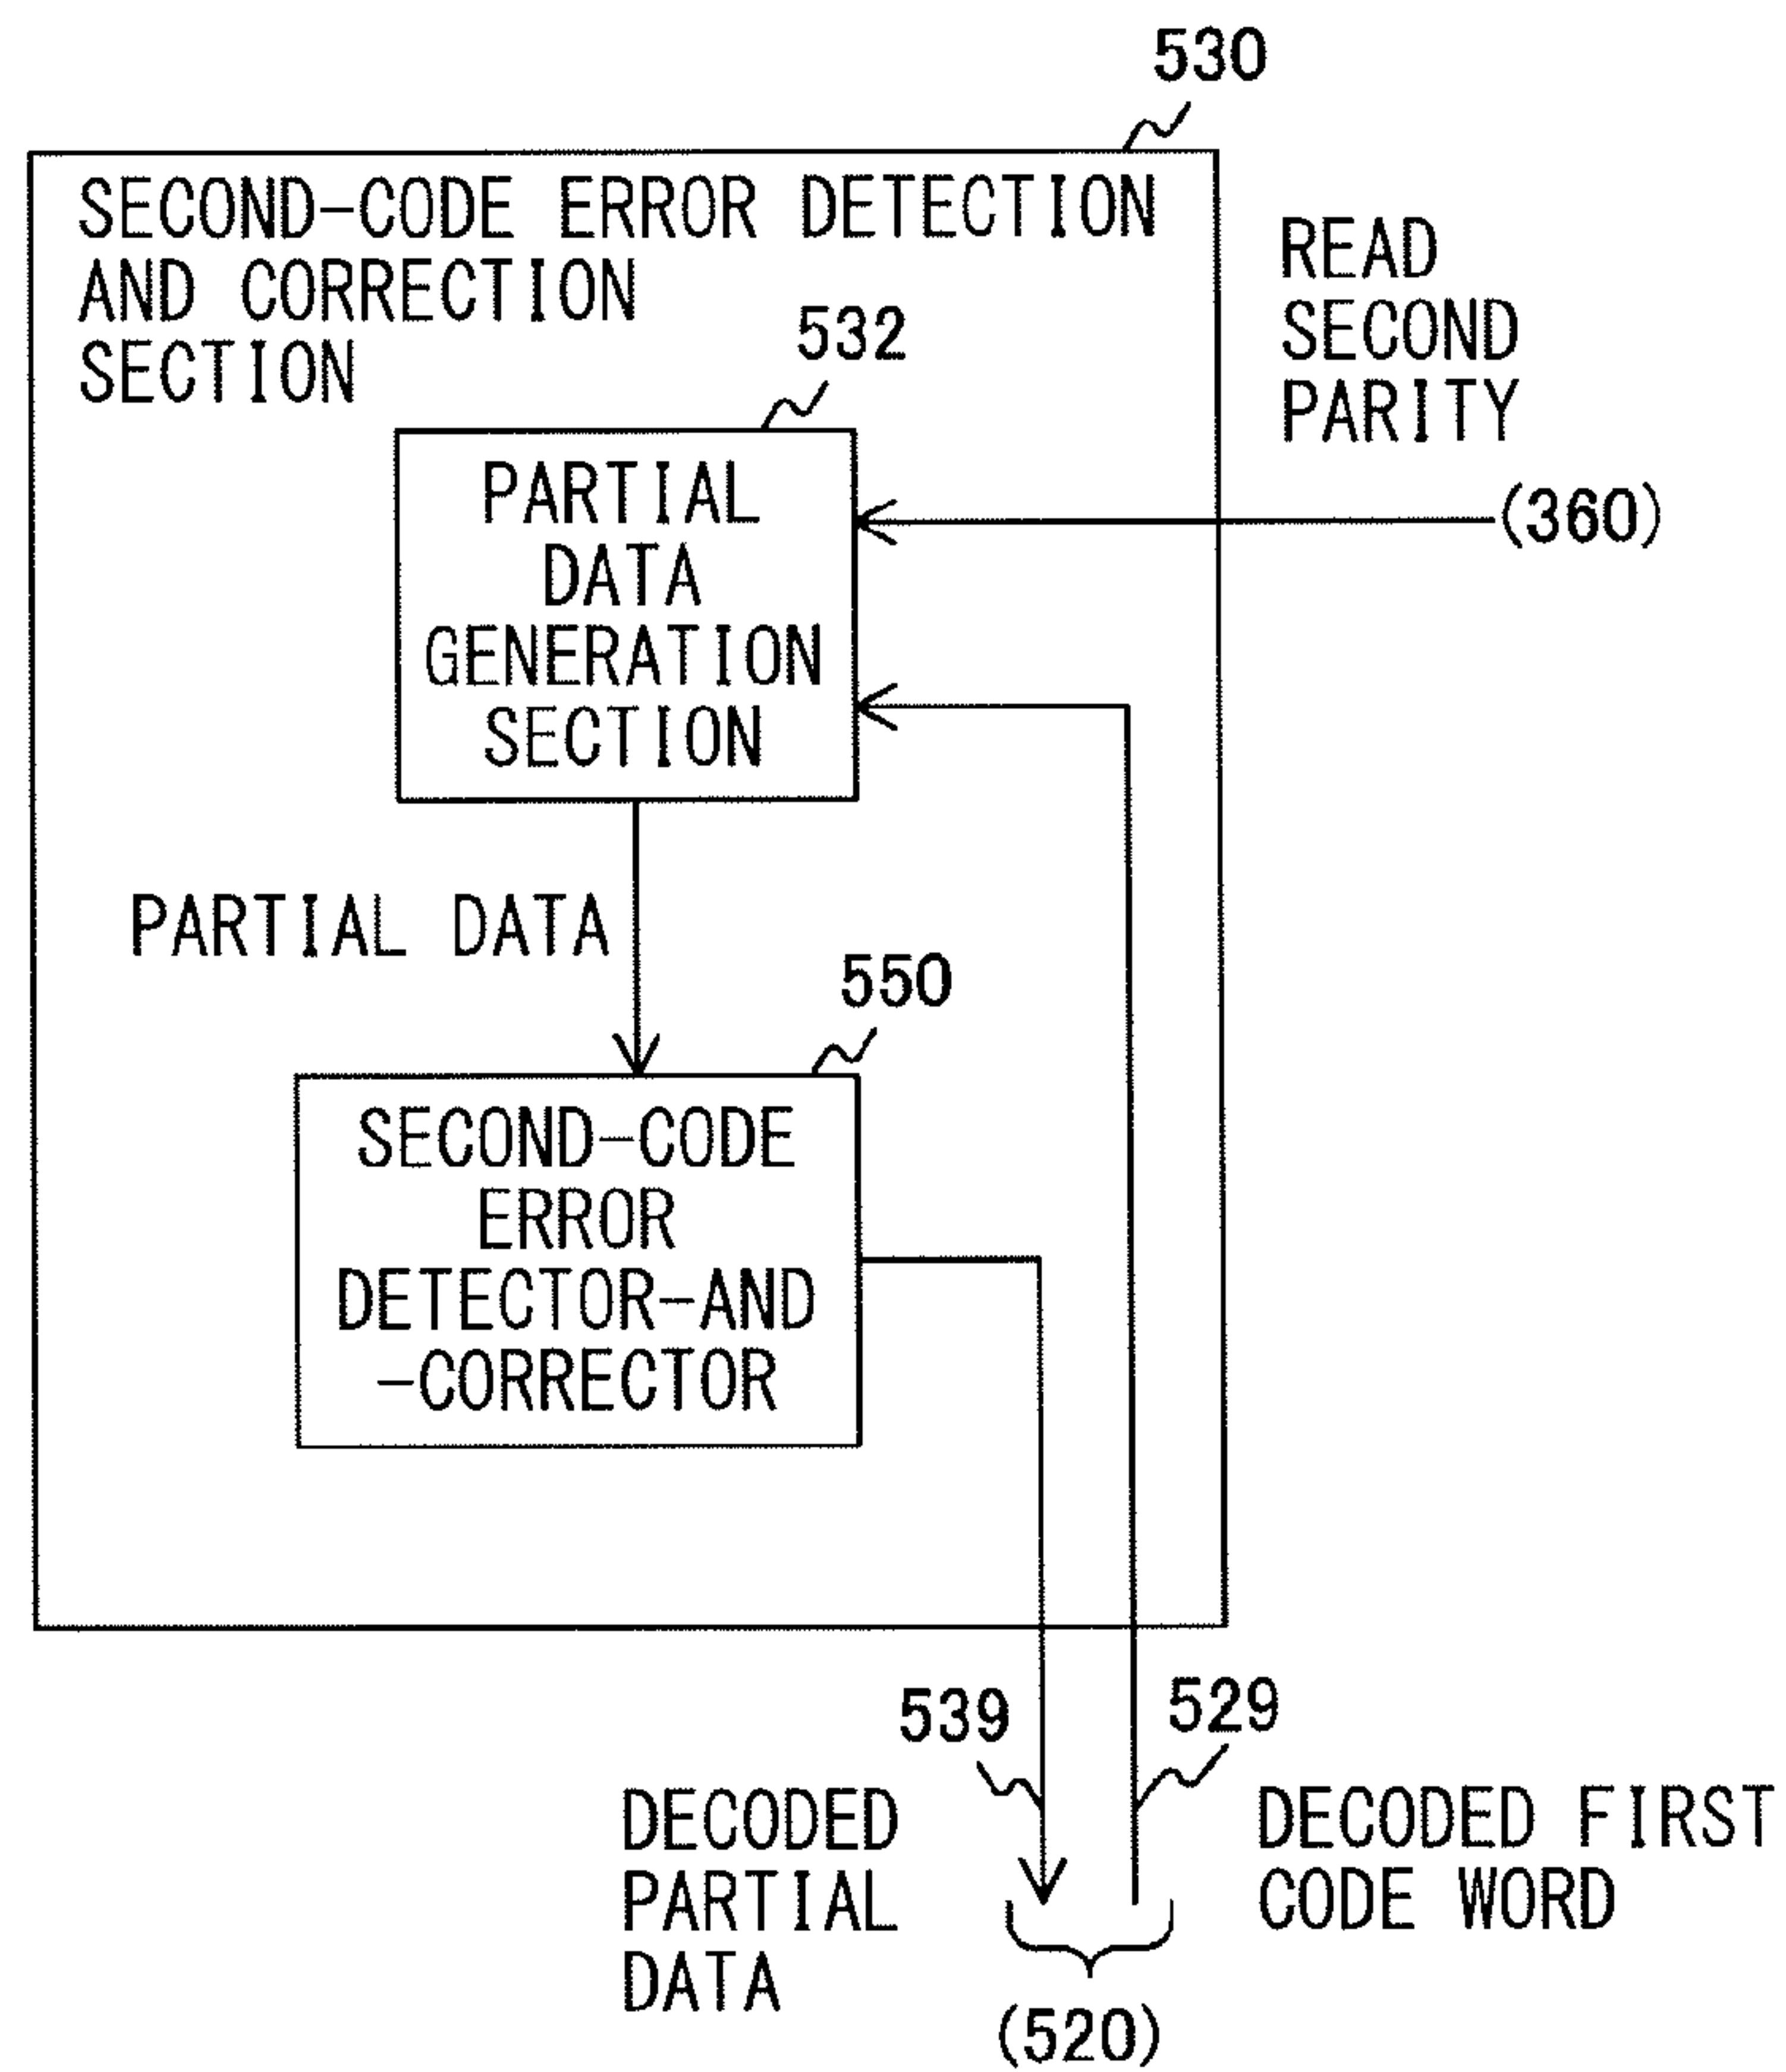 530
SECOND-CODE ERROR DETECTION
AND CORRECTION
SECTION
READ
SECOND
PARITY
532
(360)
PARTIAL
DATA
GENERATION
SECTION
PARTIAL DATA
550
SECOND-CODE
ERROR
DETECTOR-AND
-CORRECTOR
539
529
DECODED
PARTIAL
DATA
DECODED FIRST
CODE WORD
(520)